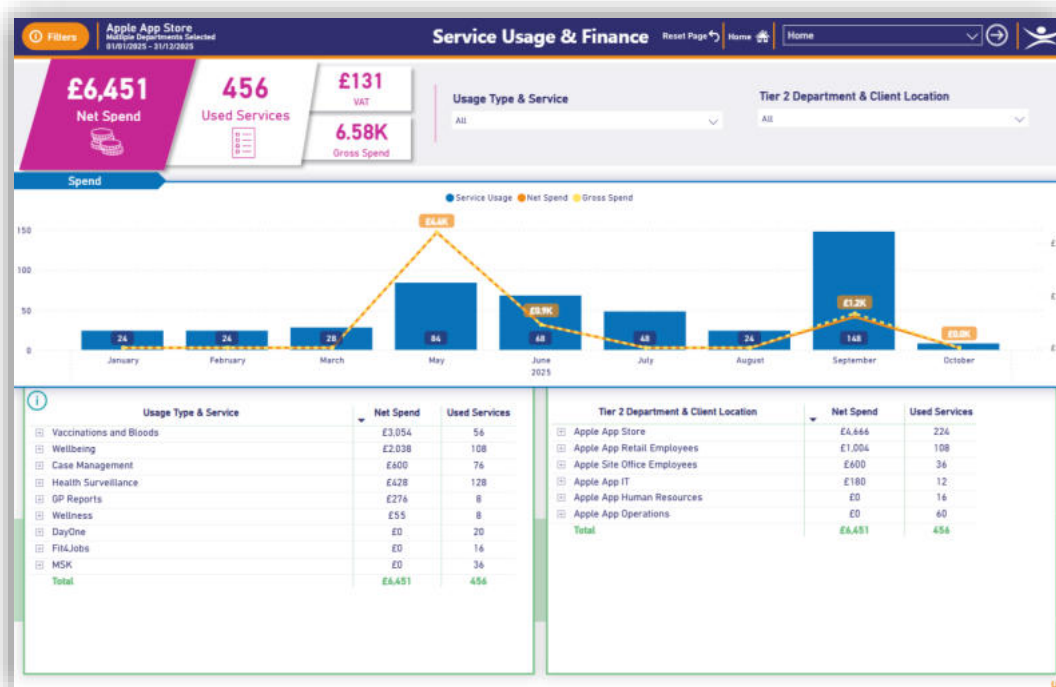 Filters
Apple App Store
Multiple Departments Selected
01/01/2025 - 31/12/2025
Service Usage & Finance
Reset Page
Home
Home
£6,451
Net Spend
456
Used Services
£131
VAT
6.58K
Gross Spend
Usage Type & Service
All
Tier 2 Department & Client Location
All
Spend
Service Usage Net Spend Gross Spend
150
100
50
0
£4.4K
£0.9K
£1.2K
£0.0K
24 24 28 84 68 48 24 148
January February March May June July August September October
2025
£
£
£
Usage Type & Service Net Spend Used Services
Vaccinations and Bloods £3,054 56
Wellbeing £2,038 108
Case Management £600 76
Health Surveillance £428 128
GP Reports £276 8
Wellness £55 8
DayOne £0 20
Fit4Jobs £0 16
MSK £0 36
Total £6,451 456
Tier 2 Department & Client Location Net Spend Used Services
Apple App Store £4,666 224
Apple App Retail Employees £1,004 108
Apple Site Office Employees £600 36
Apple App IT £180 12
Apple App Human Resources £0 16
Apple App Operations £0 60
Total £6,451 456